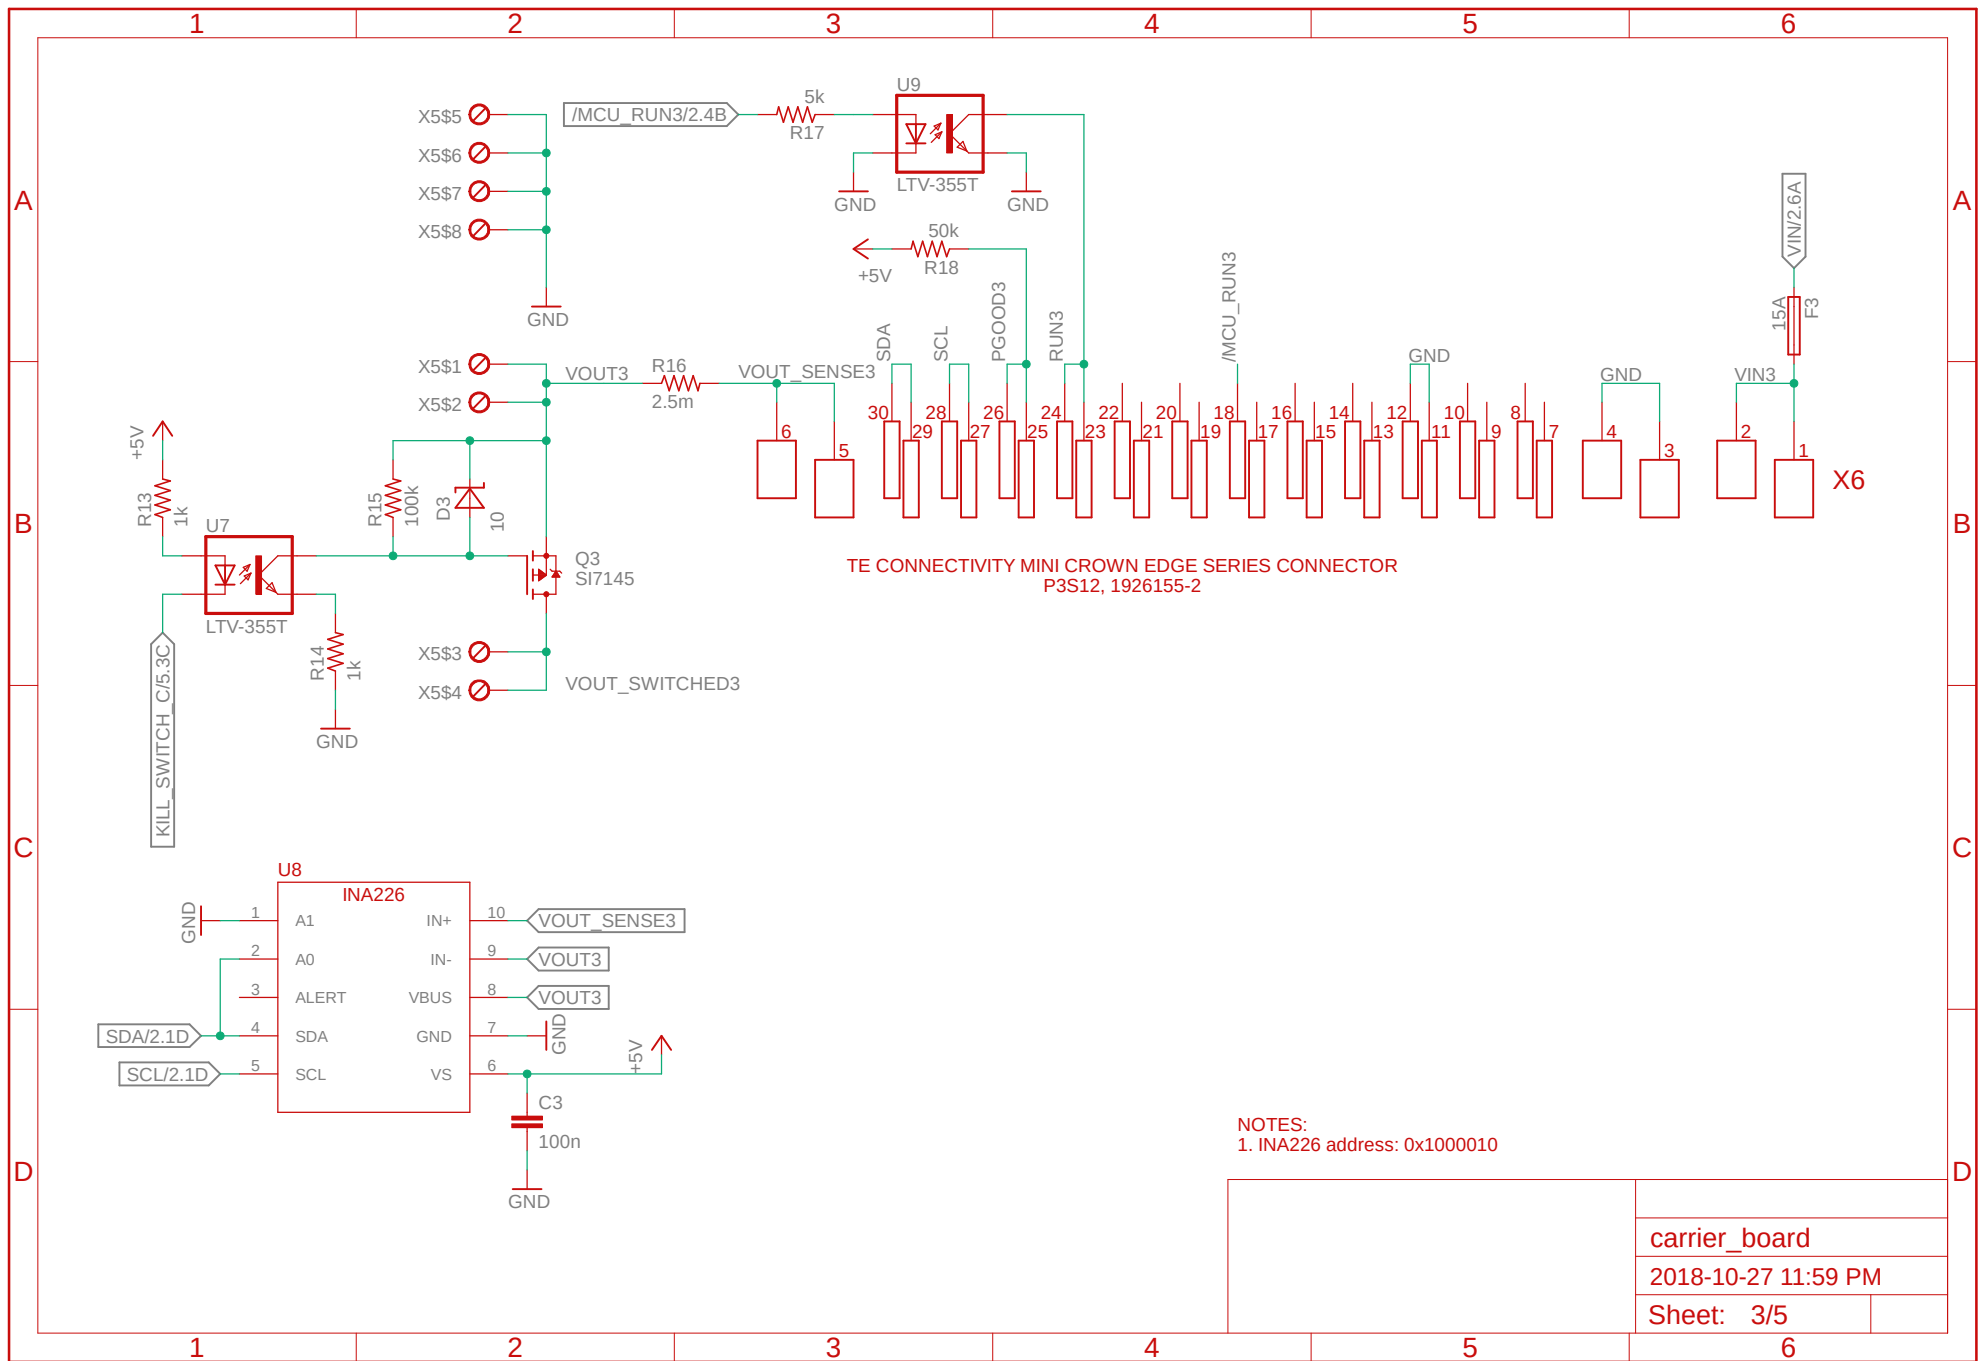 1 2 3 4 5 6
A A
B B
C C
D D
X5$5
X5$6
X5$7
X5$8
GND
/MCU_RUN3/2.4B
5k
R17
U9
LTV-355T
GND
GND
50k
R18
+5V
VIN/2.6A
15A
F3
X5$1
X5$2
VOUT3
R16
2.5m
VOUT_SENSE3
SDA
SCL
PGOOD3
RUN3
/MCU_RUN3
GND
GND
VIN3
6
5
30
29
28
27
26
25
24
23
22
21
20
19
18
17
16
15
14
13
12
11
10
9
8
7
4
3
2
1
X6
TE CONNECTIVITY MINI CROWN EDGE SERIES CONNECTOR
P3S12, 1926155-2
+5V
R13
1k
U7
LTV-355T
R15
100k
D3
10
Q3
SI7145
R14
1k
GND
KILL_SWITCH_C/5.3C
X5$3
X5$4
VOUT_SWITCHED3
U8
INA226
GND
1 A1
2 A0
3 ALERT
4 SDA
5 SCL
SDA/2.1D
SCL/2.1D
IN+ 10 VOUT_SENSE3
IN- 9 VOUT3
VBUS 8 VOUT3
GND 7 GND
VS 6
+5V
C3
100n
GND
NOTES:
1. INA226 address: 0x1000010
carrier_board
2018-10-27 11:59 PM
Sheet: 3/5
1 2 3 4 5 6